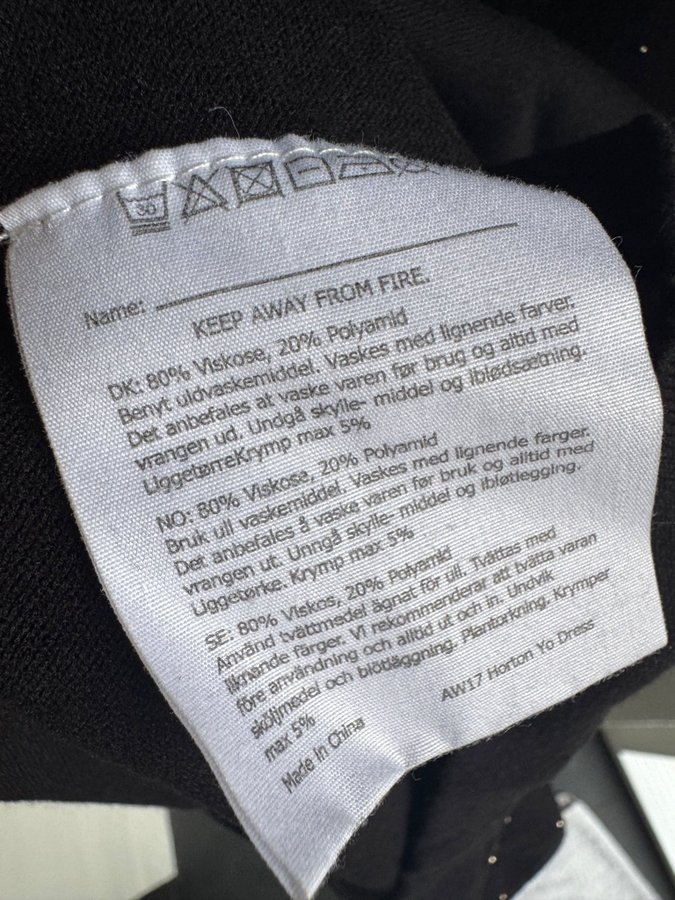 30
Name:
KEEP AWAY FROM FIRE.
DK: 80% Viskose, 20% Polyamid
Benyt uldvaskemiddel. Vaskes med lignende farver.
Det anbefales at vaske varen før brug og altid med
vrangen ud. Undgå skylle- middel og iblødsætning.
LiggetørreKrymp max 5%
NO: 80% Viskose, 20% Polyamid
Bruk ull vaskemiddel. Vaskes med lignende farger.
Det anbefales å vaske varen før bruk og alltid med
vrangen ut. Unngå skylle- middel og ibløtlegging.
Liggetørke. Krymp max 5%
SE: 80% Viskos, 20% Polyamid
Använd tvättmedel ägnat för ull. Tvättas med
liknande färger. Vi rekommenderar att tvätta varan
före användning och alltid ut och in. Undvik
sköljmedel och blötläggning. Plantorkning. Krymper
max 5%
AW17 Horton Yo Dress
Made in China